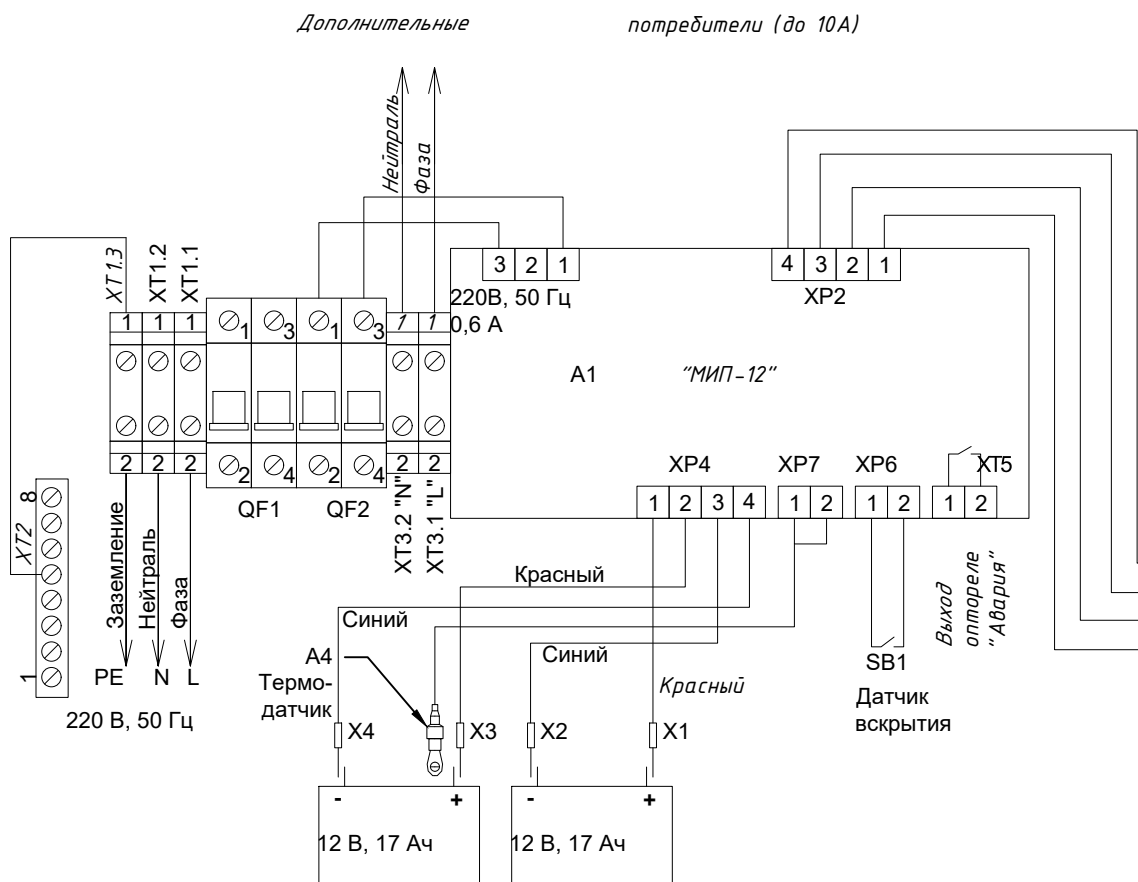 Дополнительные потребители (до 10А)
Нейтраль
Фаза
XT1.3
XT1.2
XT1.1
3 2 1
4 3 2 1
220В, 50 Гц
0,6 А
XP2
1 1 1
1 3 1 3
1 1
А1
"МИП-12"
2 2 2
2 4 2 4
2 2
QF1
QF2
XT3.2 "N"
XT3.1 "L"
XP4
XP7
XP6
XT5
1 2 3 4
1 2
1 2
1 2
8
XT2
1
Заземление
Нейтраль
Фаза
PE N L
220 В, 50 Гц
Красный
Синий
Синий
Красный
А4
Термо-
датчик
SB1
Датчик
вскрытия
Выход
оптореле
"Авария"
X4
X3
X2
X1
- +
- +
12 В, 17 Ач
12 В, 17 Ач